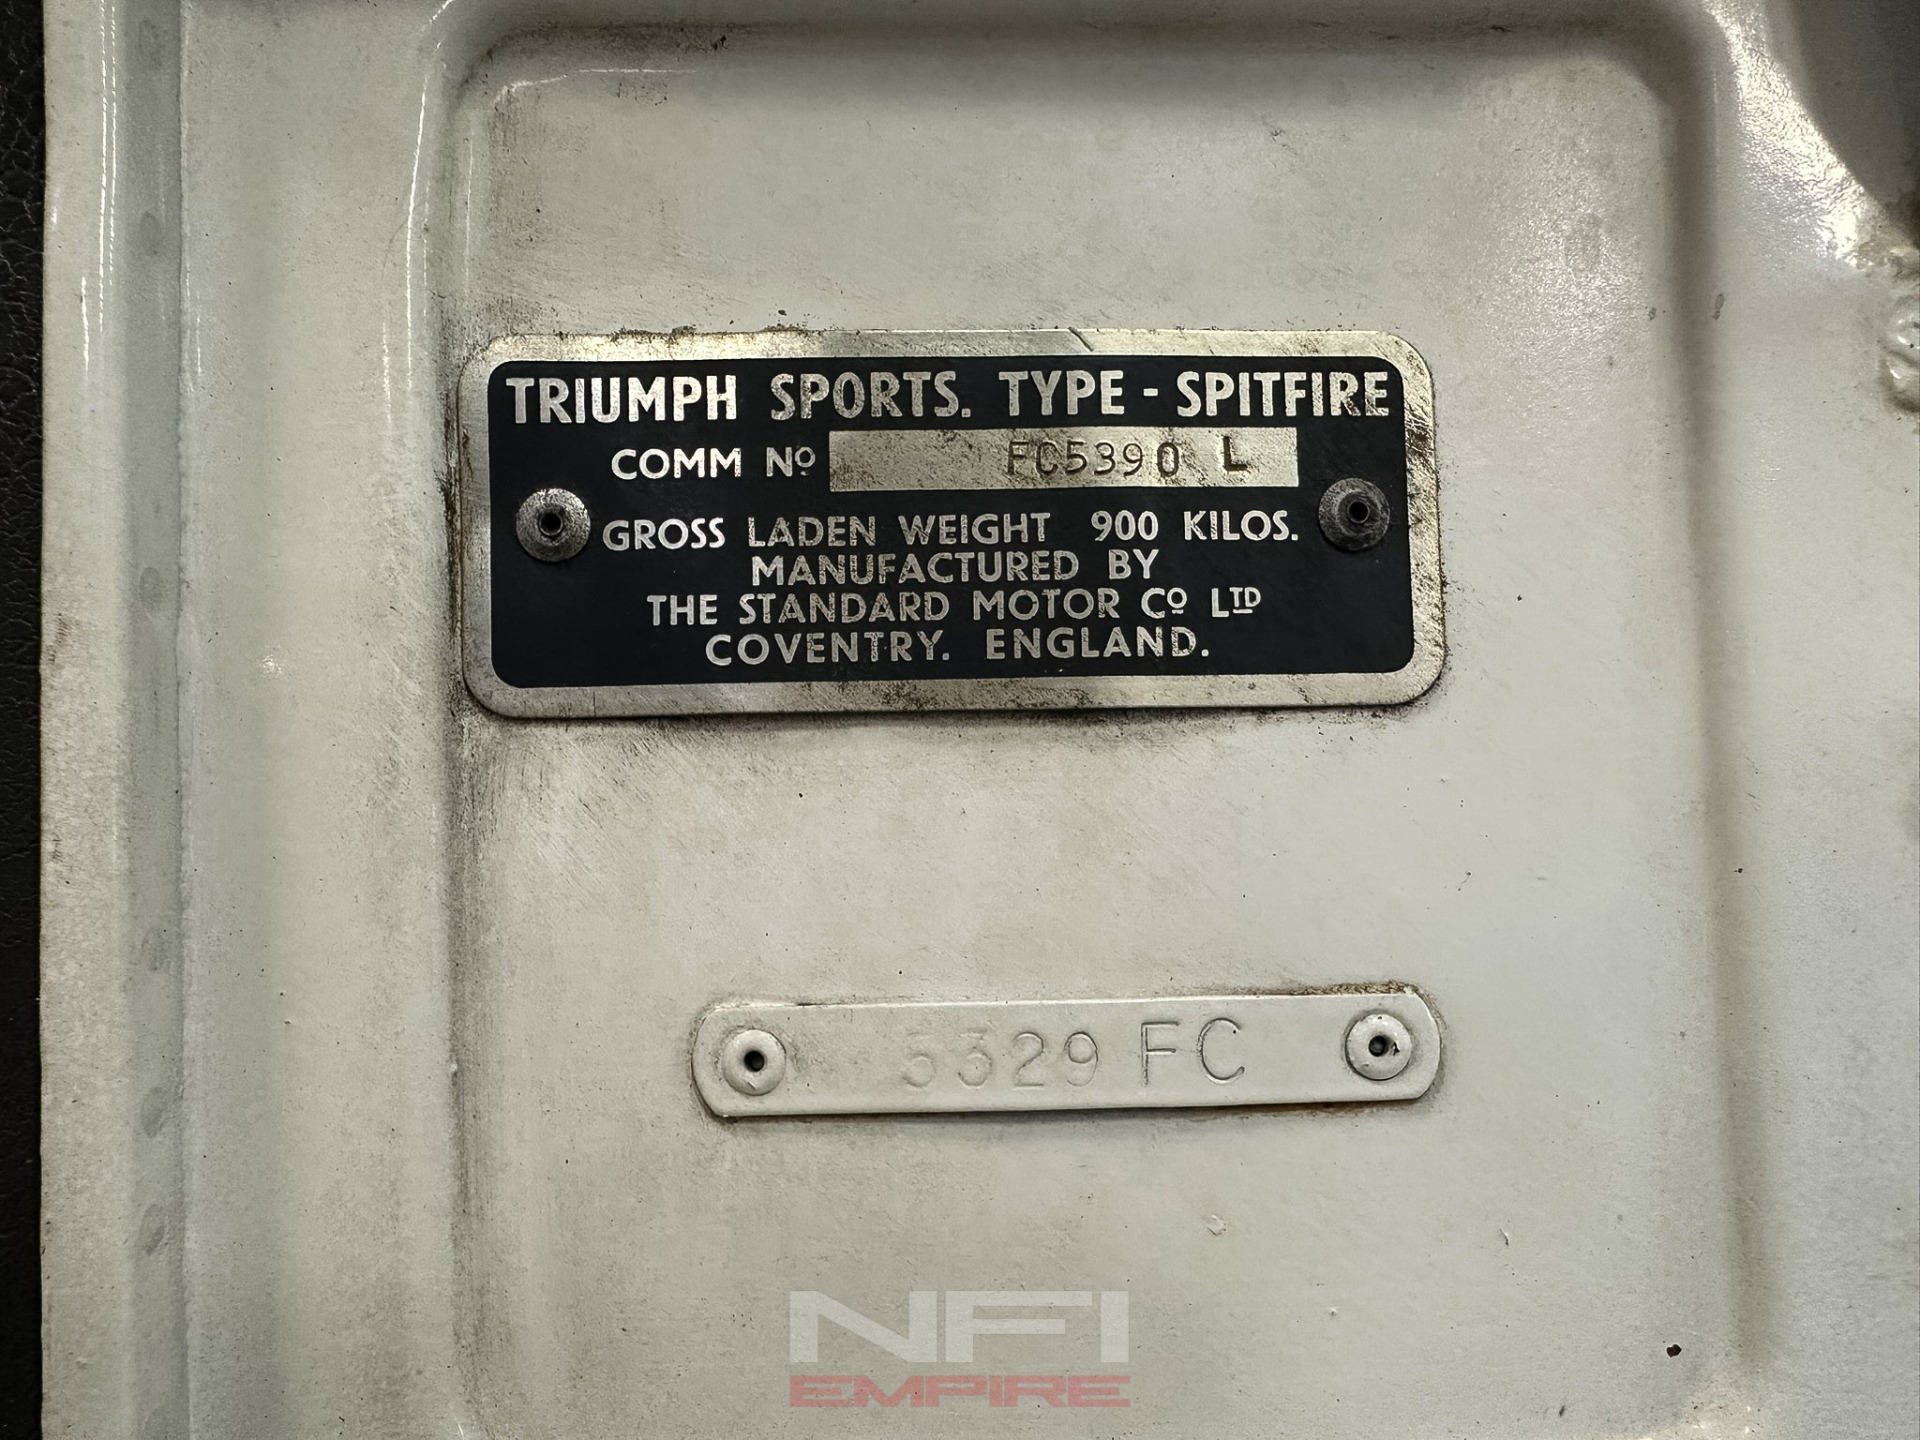 TRIUMPH SPORTS. TYPE - SPITFIRE
COMM Nº FC5390 L
GROSS LADEN WEIGHT 900 KILOS.
MANUFACTURED BY
THE STANDARD MOTOR Cº LTD
COVENTRY. ENGLAND.
5329 FC
NFI
EMPIRE